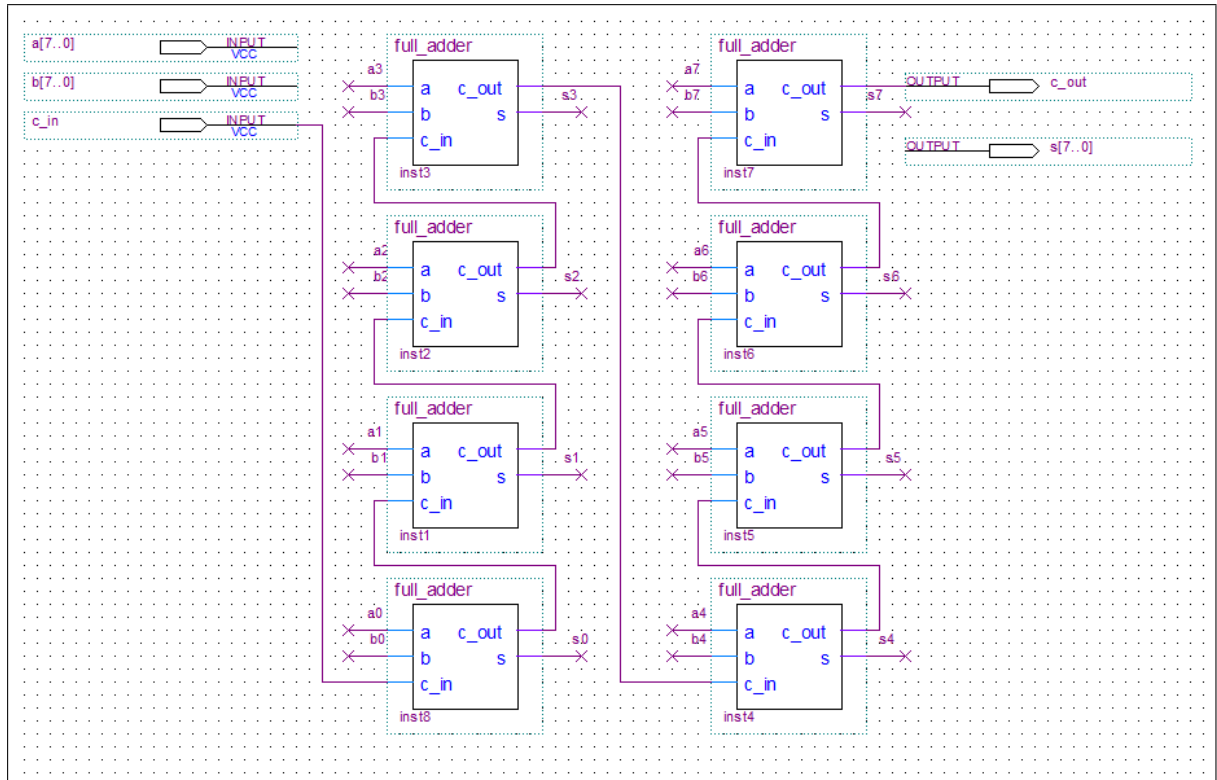 a[7..0] INPUT VCC
b[7..0] INPUT VCC
c_in INPUT VCC
full_adder
a3
b3
a c_out
b s
c_in
s3
inst3
full_adder
a2
b2
a c_out
b s
c_in
s2
inst2
full_adder
a1
b1
a c_out
b s
c_in
s1
inst1
full_adder
a0
b0
a c_out
b s
c_in
s0
inst8
full_adder
a7
b7
a c_out
b s
c_in
s7
inst7
full_adder
a6
b6
a c_out
b s
c_in
s6
inst6
full_adder
a5
b5
a c_out
b s
c_in
s5
inst5
full_adder
a4
b4
a c_out
b s
c_in
s4
inst4
OUTPUT c_out
OUTPUT s[7..0]